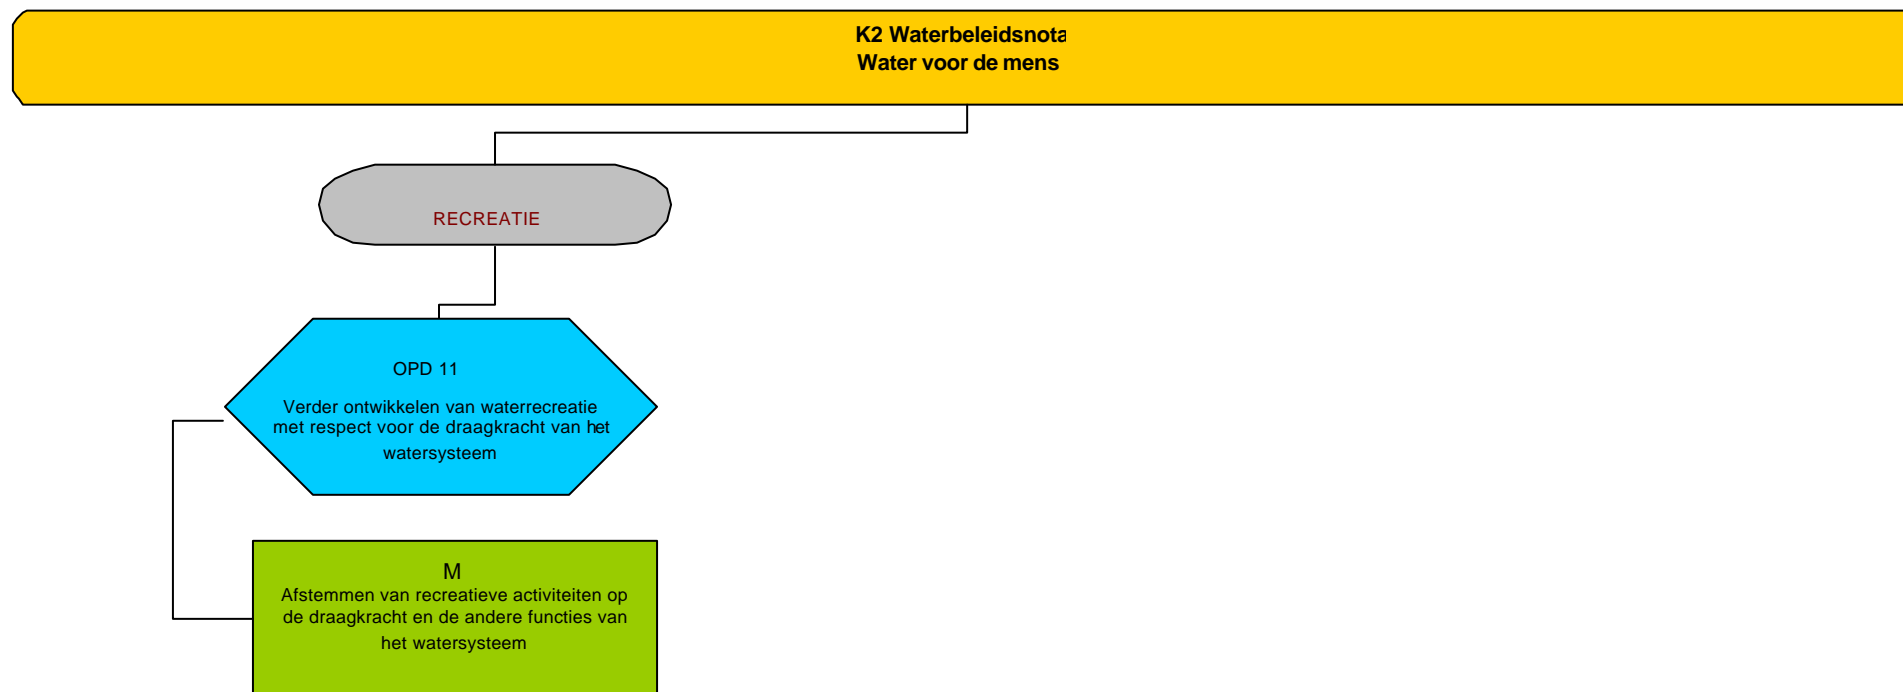 K2 Waterbeleidsnota
Water voor de mens
RECREATIE
OPD 11
Verder ontwikkelen van waterrecreatie
met respect voor de draagkracht van het
watersysteem
M
Afstemmen van recreatieve activiteiten op
de draagkracht en de andere functies van
het watersysteem